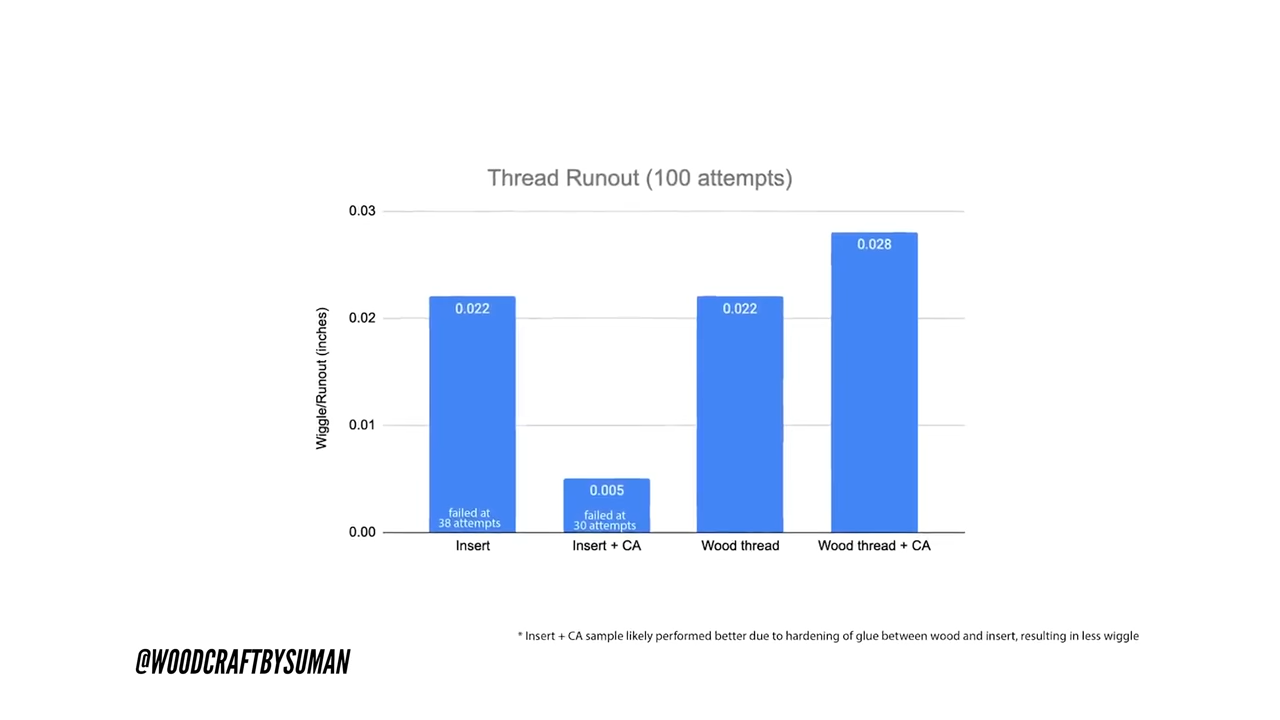 Thread Runout (100 attempts)
Wiggle/Runout (inches)
0.03
0.02
0.01
0.00
0.022
failed at
38 attempts
0.005
failed at
30 attempts
0.022
0.028
Insert
Insert + CA
Wood thread
Wood thread + CA
* Insert + CA sample likely performed better due to hardening of glue between wood and insert, resulting in less wiggle
@WOODCRAFTBYSUMAN